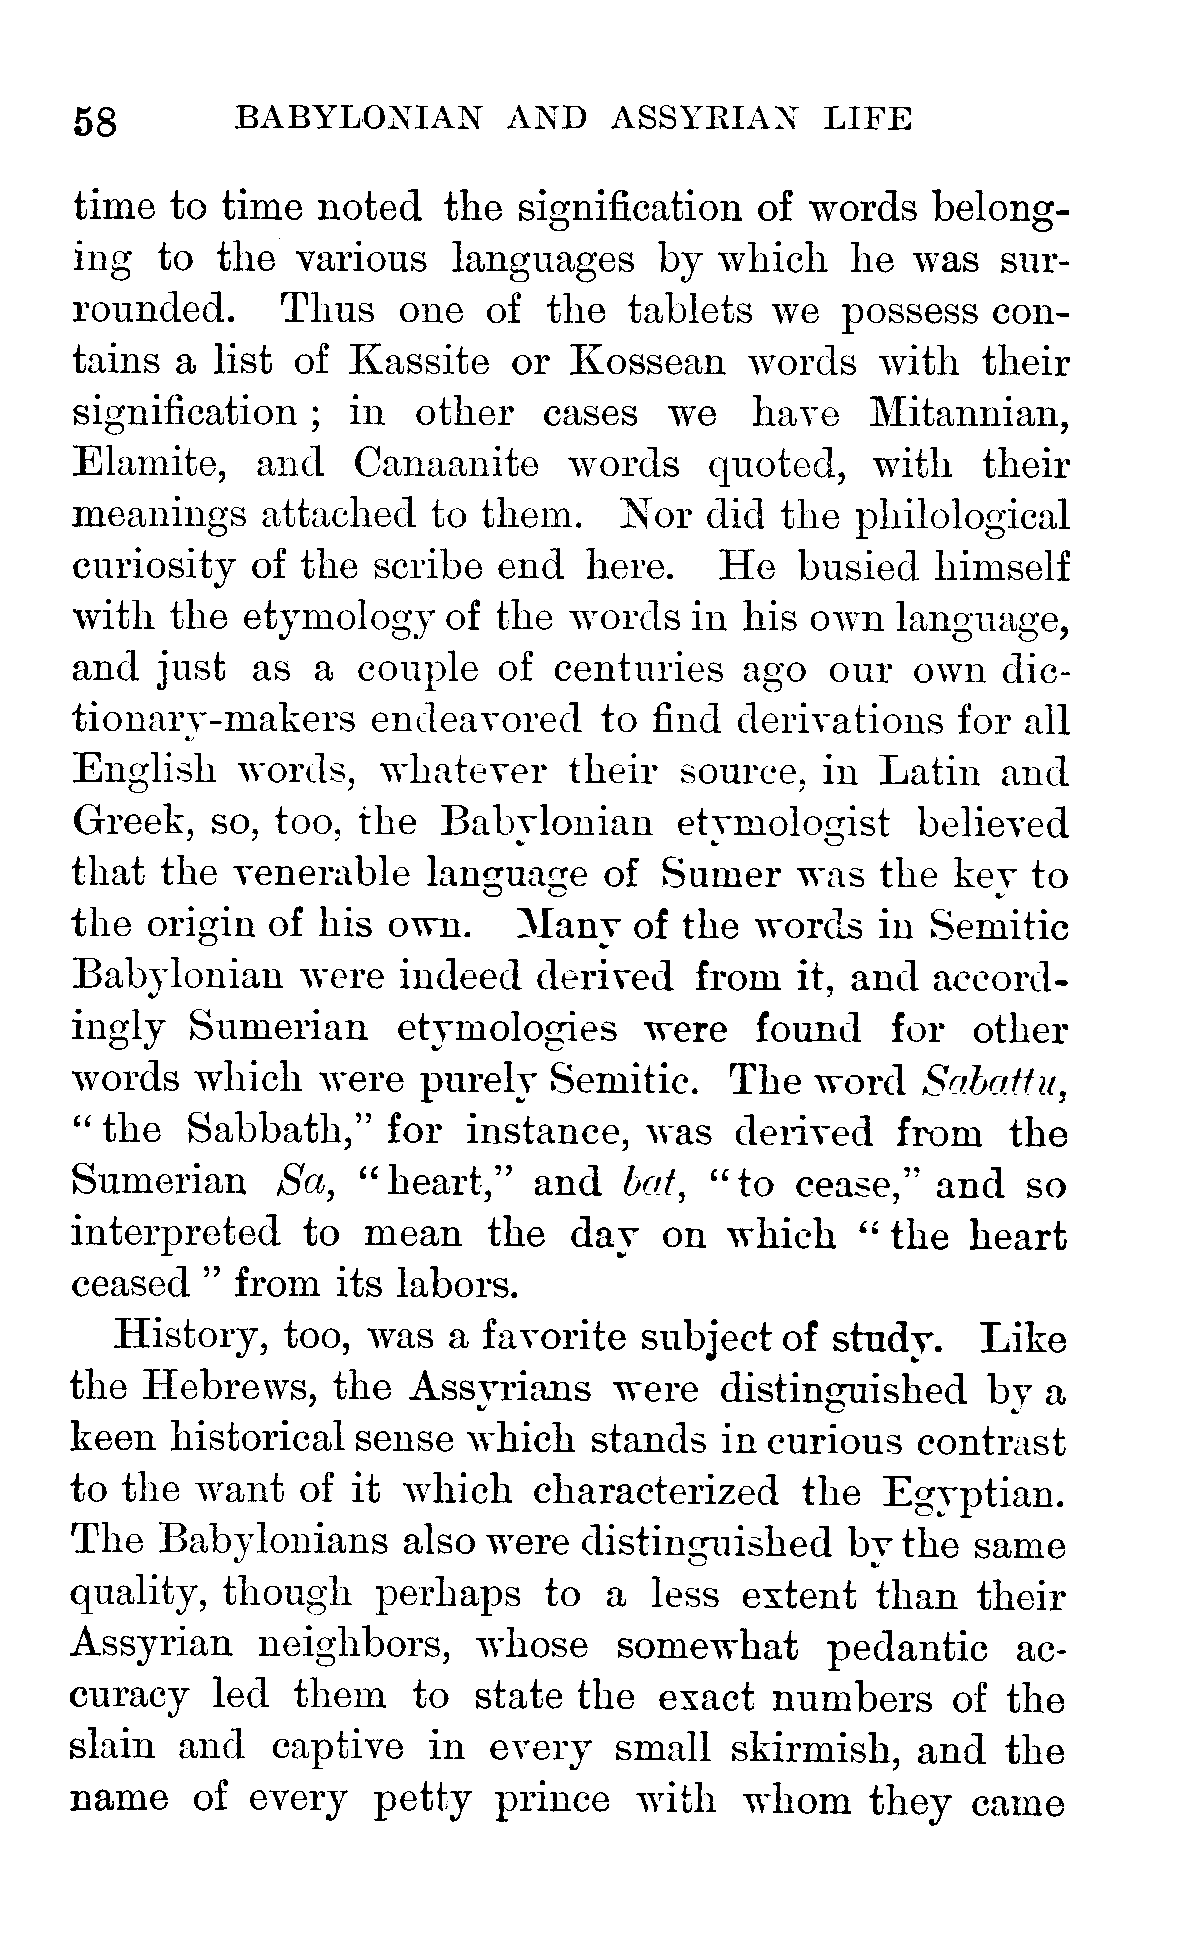 58 BABYLONIAN AND ASSYRIAN LIFE
time to time noted the signification of words belong-
ing to the various languages by which he was sur-
rounded. Thus one of the tablets we possess con-
tains a list of Kassite or Kossean words with their
signification ; in other cases we have Mitannian,
Elamite, and Canaanite words quoted, with their
meanings attached to them. Nor did the philological
curiosity of the scribe end here. He busied himself
with the etymology of the words in his own language,
and just as a couple of centuries ago our own dic-
tionary-makers endeavored to find derivations for all
English words, whatever their source, in Latin and
Greek, so, too, the Babylonian etymologist believed
that the venerable language of Sumer was the key to
the origin of his own. Many of the words in Semitic
Babylonian were indeed derived from it, and accord-
ingly Sumerian etymologies were found for other
words which were purely Semitic. The word Sabattu,
“ the Sabbath,” for instance, was derived from the
Sumerian Sa, “ heart,” and bat, “ to cease,” and so
interpreted to mean the day on which “ the heart
ceased ” from its labors.
History, too, was a favorite subject of study. Like
the Hebrews, the Assyrians were distinguished by a
keen historical sense which stands in curious contrast
to the want of it which characterized the Egyptian.
The Babylonians also were distinguished by the same
quality, though perhaps to a less extent than their
Assyrian neighbors, whose somewhat pedantic ac-
curacy led them to state the exact numbers of the
slain and captive in every small skirmish, and the
name of every petty prince with whom they came